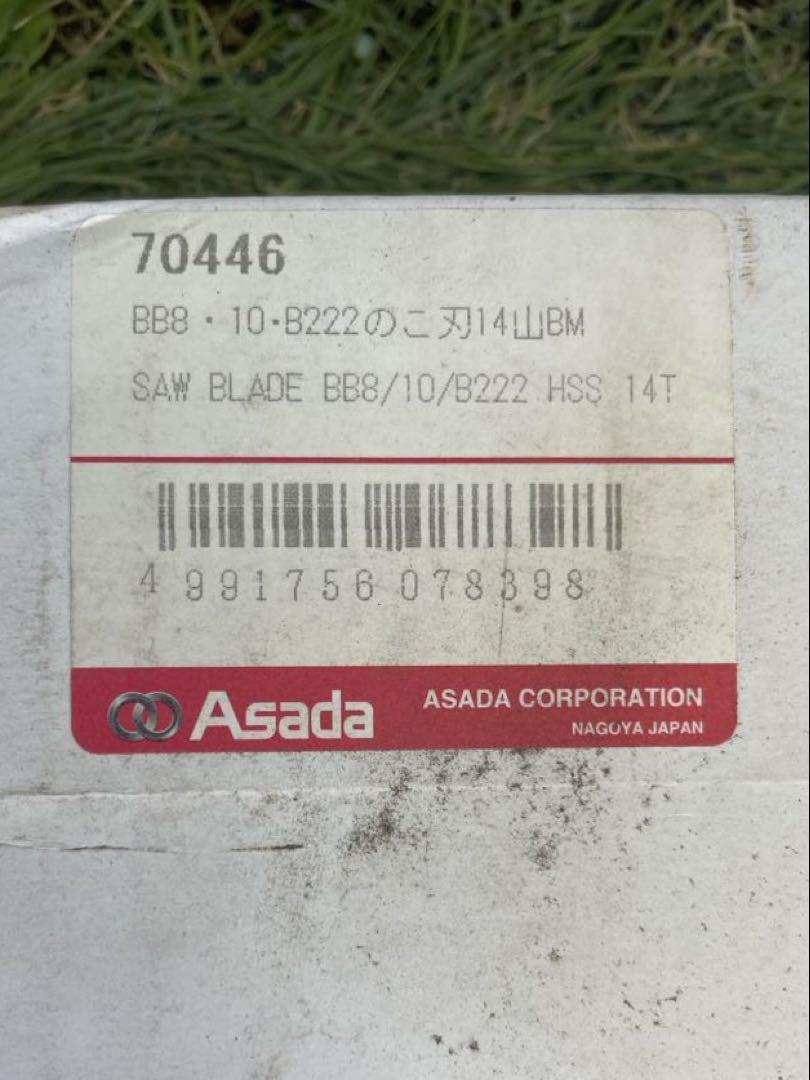 70446
BB8・10・B222のこ刃14山BM
SAW BLADE BB8/10/B222 HSS 14T
4 991756 078398
Asada
ASADA CORPORATION
NAGOYA JAPAN